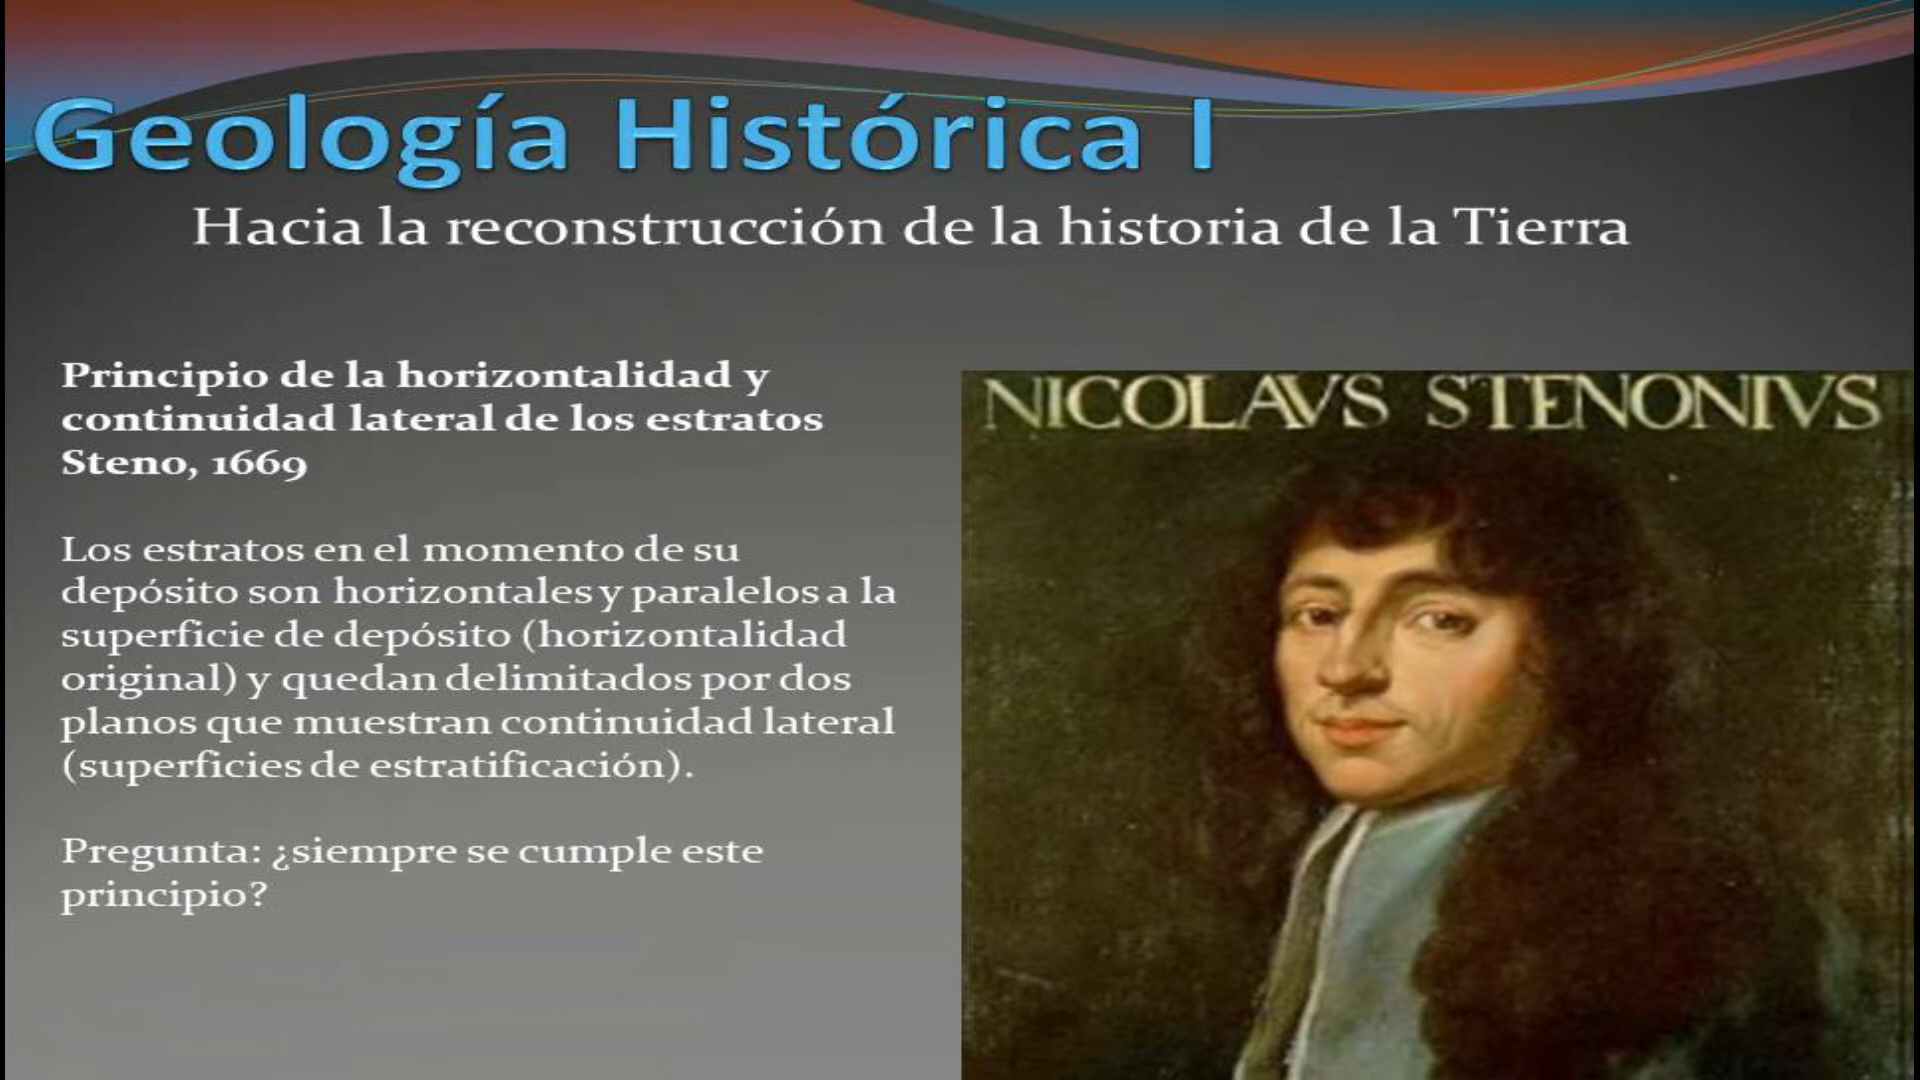 Geología Histórica I
Hacia la reconstrucción de la historia de la Tierra
Principio de la horizontalidad y
continuidad lateral de los estratos
Steno, 1669
Los estratos en el momento de su
depósito son horizontales y paralelos a la
superficie de depósito (horizontalidad
original) y quedan delimitados por dos
planos que muestran continuidad lateral
(superficies de estratificación).
Pregunta: ¿siempre se cumple este
principio?
NICOLAVS STENONIVS